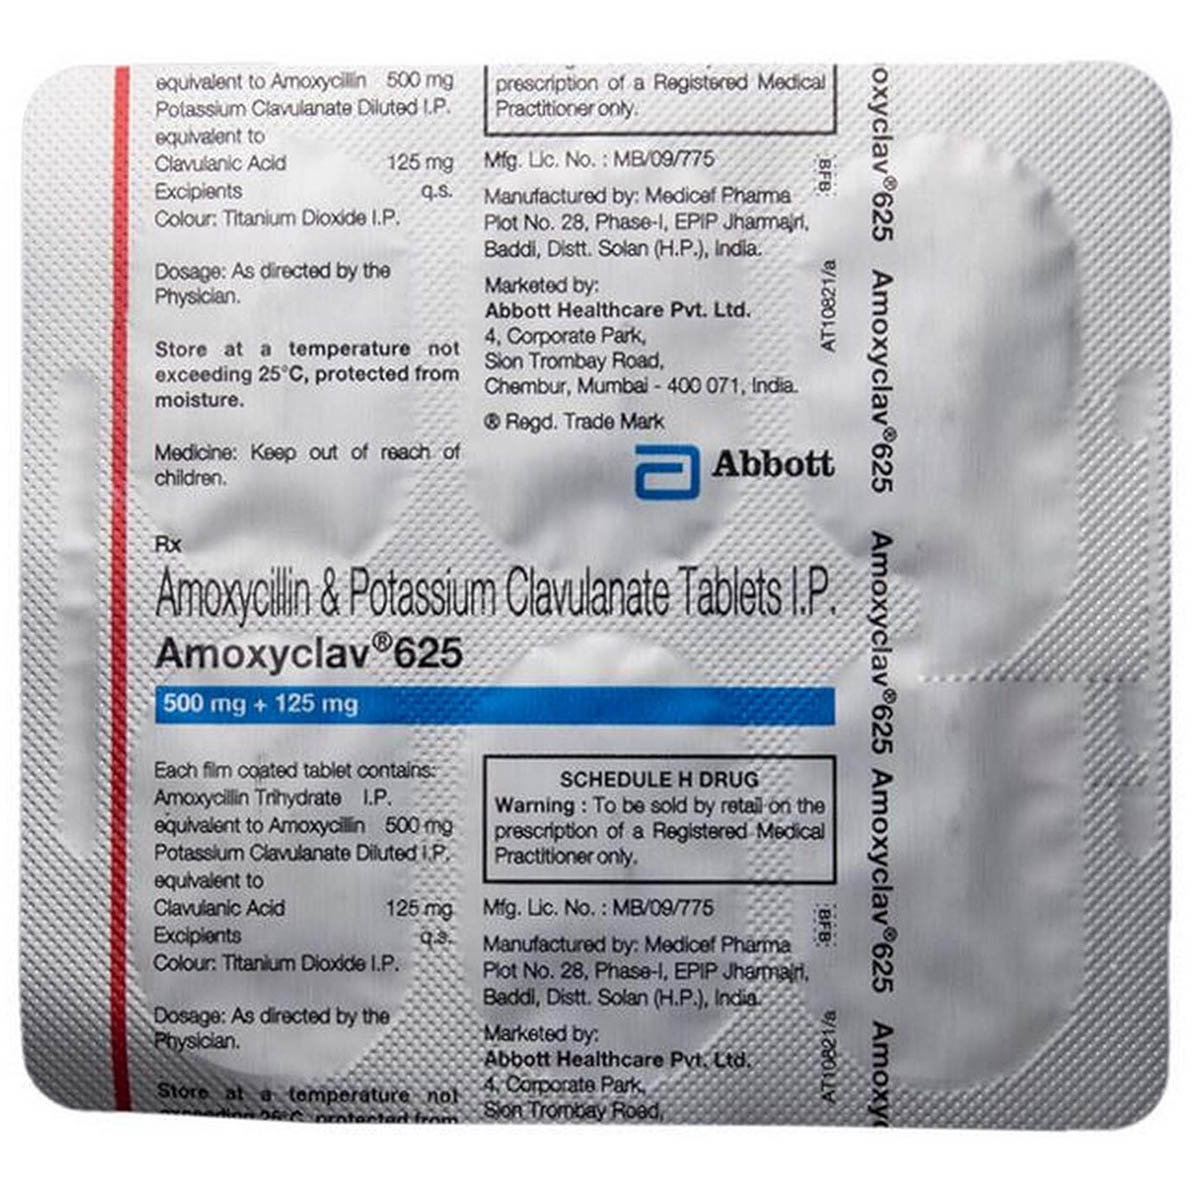 equivalent to Amoxycillin 500 mg
Potassium Clavulanate Diluted I.P.
equivalent to
Clavulanic Acid 125 mg
Excipients q.s.
Colour: Titanium Dioxide I.P.
Dosage: As directed by the
Physician.
Store at a temperature not
exceeding 25°C, protected from
moisture.
Medicine: Keep out of reach of
children.
prescription of a Registered Medical
Practitioner only.
Mfg. Lic. No. : MB/09/775
Manufactured by: Medicef Pharma
Plot No. 28, Phase-I, EPIP Jharmajri,
Baddi, Distt. Solan (H.P.), India.
Marketed by:
Abbott Healthcare Pvt. Ltd.
4, Corporate Park,
Sion Trombay Road,
Chembur, Mumbai - 400 071, India.
® Regd. Trade Mark
Abbott
:BFB:
AT10821/a
Rx
Amoxycillin & Potassium Clavulanate Tablets I.P.
Amoxyclav®625
500 mg + 125 mg
Each film coated tablet contains:
Amoxycillin Trihydrate I.P.
equivalent to Amoxycillin 500 mg
Potassium Clavulanate Diluted I.P.
equivalent to
Clavulanic Acid 125 mg
Excipients q.s.
Colour: Titanium Dioxide I.P.
Dosage: As directed by the
Physician.
Store at a temperature not
exceeding 25°C, protected from
SCHEDULE H DRUG
Warning : To be sold by retail on the
prescription of a Registered Medical
Practitioner only.
Mfg. Lic. No. : MB/09/775
Manufactured by: Medicef Pharma
Plot No. 28, Phase-I, EPIP Jharmajri,
Baddi, Distt. Solan (H.P.), India.
Marketed by:
Abbott Healthcare Pvt. Ltd.
4, Corporate Park,
Sion Trombay Road,
:BFB:
AT10821/a
oxyclav®625 Amoxyclav®625 Amoxyclav®625 Amoxyclav®625 Amoxy